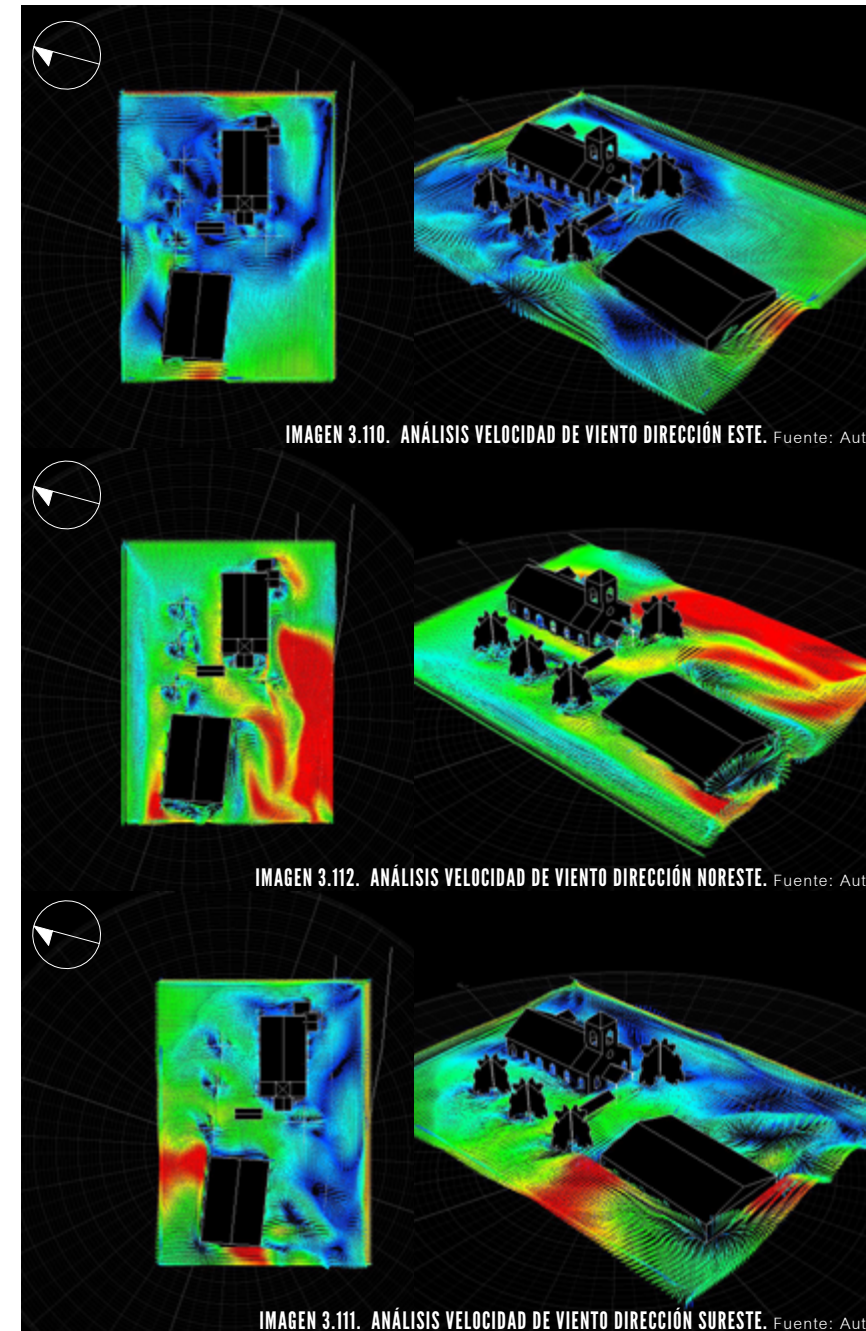 IMAGEN 3.110. ANÁLISIS VELOCIDAD DE VIENTO DIRECCIÓN ESTE. Fuente: Aut
IMAGEN 3.112. ANÁLISIS VELOCIDAD DE VIENTO DIRECCIÓN NORESTE. Fuente: Aut
IMAGEN 3.111. ANÁLISIS VELOCIDAD DE VIENTO DIRECCIÓN SURESTE. Fuente: Aut